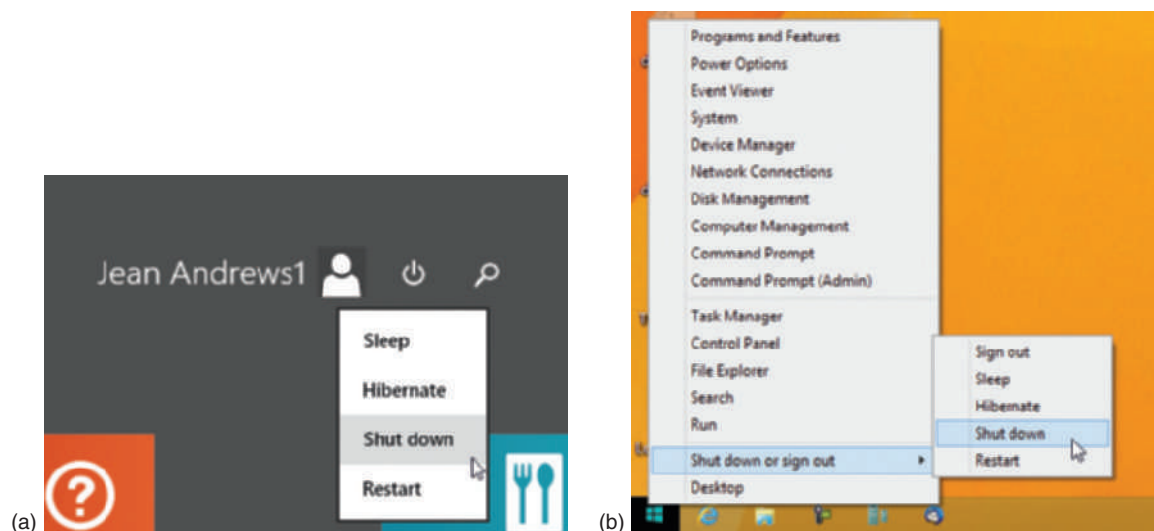 Jean Andrews1
Sleep
Hibernate
Shut down
Restart
(a)
Programs and Features
Power Options
Event Viewer
System
Device Manager
Network Connections
Disk Management
Computer Management
Command Prompt
Command Prompt (Admin)
Task Manager
Control Panel
File Explorer
Search
Run
Shut down or sign out
Desktop
Sign out
Sleep
Hibernate
Shut down
Restart
(b)